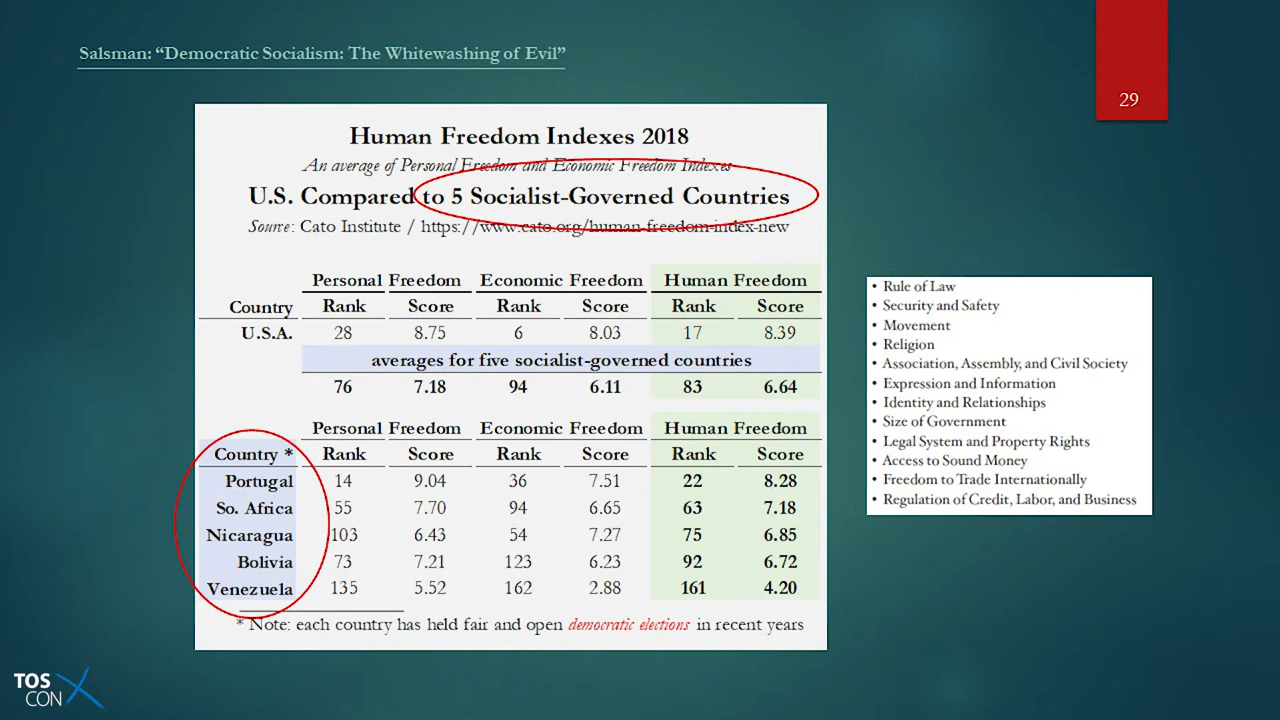 Salsman: “Democratic Socialism: The Whitewashing of Evil”
29
Human Freedom Indexes 2018
An average of Personal Freedom and Economic Freedom Indexes
U.S. Compared to 5 Socialist-Governed Countries
Source: Cato Institute / https://www.cato.org/human-freedom-index-new
Personal Freedom Economic Freedom Human Freedom
Country Rank Score Rank Score Rank Score
U.S.A. 28 8.75 6 8.03 17 8.39
averages for five socialist-governed countries
76 7.18 94 6.11 83 6.64
Personal Freedom Economic Freedom Human Freedom
Country * Rank Score Rank Score Rank Score
Portugal 14 9.04 36 7.51 22 8.28
So. Africa 55 7.70 94 6.65 63 7.18
Nicaragua 103 6.43 54 7.27 75 6.85
Bolivia 73 7.21 123 6.23 92 6.72
Venezuela 135 5.52 162 2.88 161 4.20
* Note: each country has held fair and open democratic elections in recent years
• Rule of Law
• Security and Safety
• Movement
• Religion
• Association, Assembly, and Civil Society
• Expression and Information
• Identity and Relationships
• Size of Government
• Legal System and Property Rights
• Access to Sound Money
• Freedom to Trade Internationally
• Regulation of Credit, Labor, and Business
TOS
CON